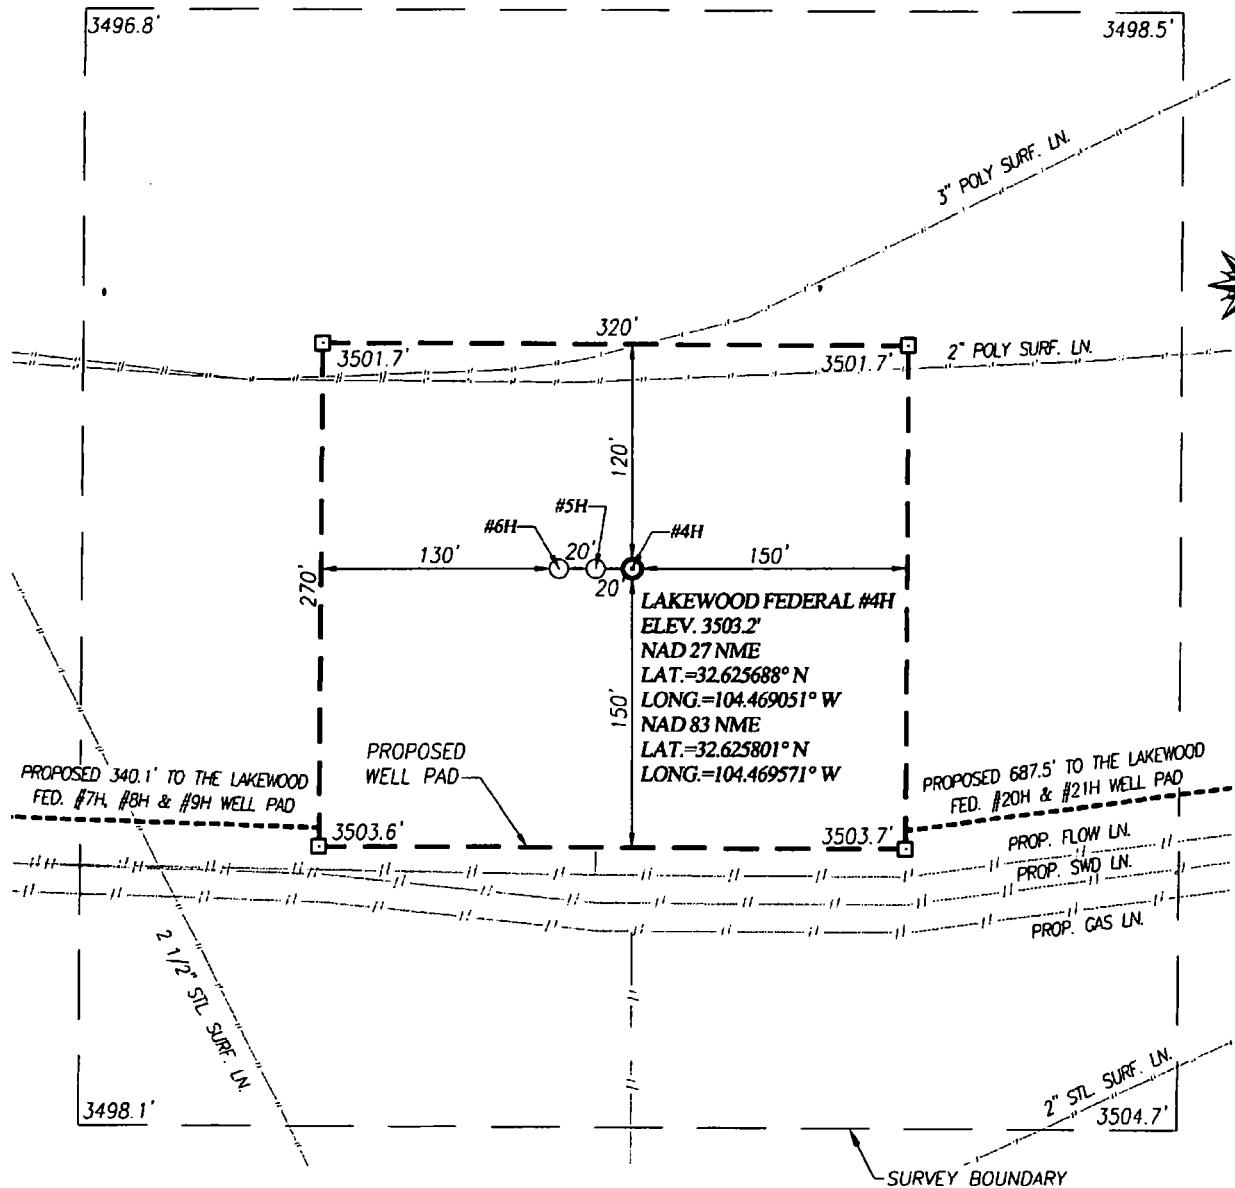 3496.8'
3498.5'
3" POLY SURF. LN.
320'
3501.7'
3501.7'
2" POLY SURF. LN.
120'
#5H
#6H
#4H
20'
130'
150'
20'
270'
LAKEWOOD FEDERAL #4H
ELEV. 3503.2'
NAD 27 NME
LAT.=32.625688° N
LONG.=104.469051° W
NAD 83 NME
LAT.=32.625801° N
LONG.=104.469571° W
150'
PROPOSED
WELL PAD
PROPOSED 340.1' TO THE LAKEWOOD
FED. #7H, #8H & #9H WELL PAD
PROPOSED 687.5' TO THE LAKEWOOD
FED. #20H & #21H WELL PAD
3503.6'
3503.7'
PROP. FLOW LN.
PROP. SWD LN.
PROP. GAS LN.
2 1/2" STL. SURF. LN.
2" STL. SURF. LN.
3498.1'
3504.7'
SURVEY BOUNDARY